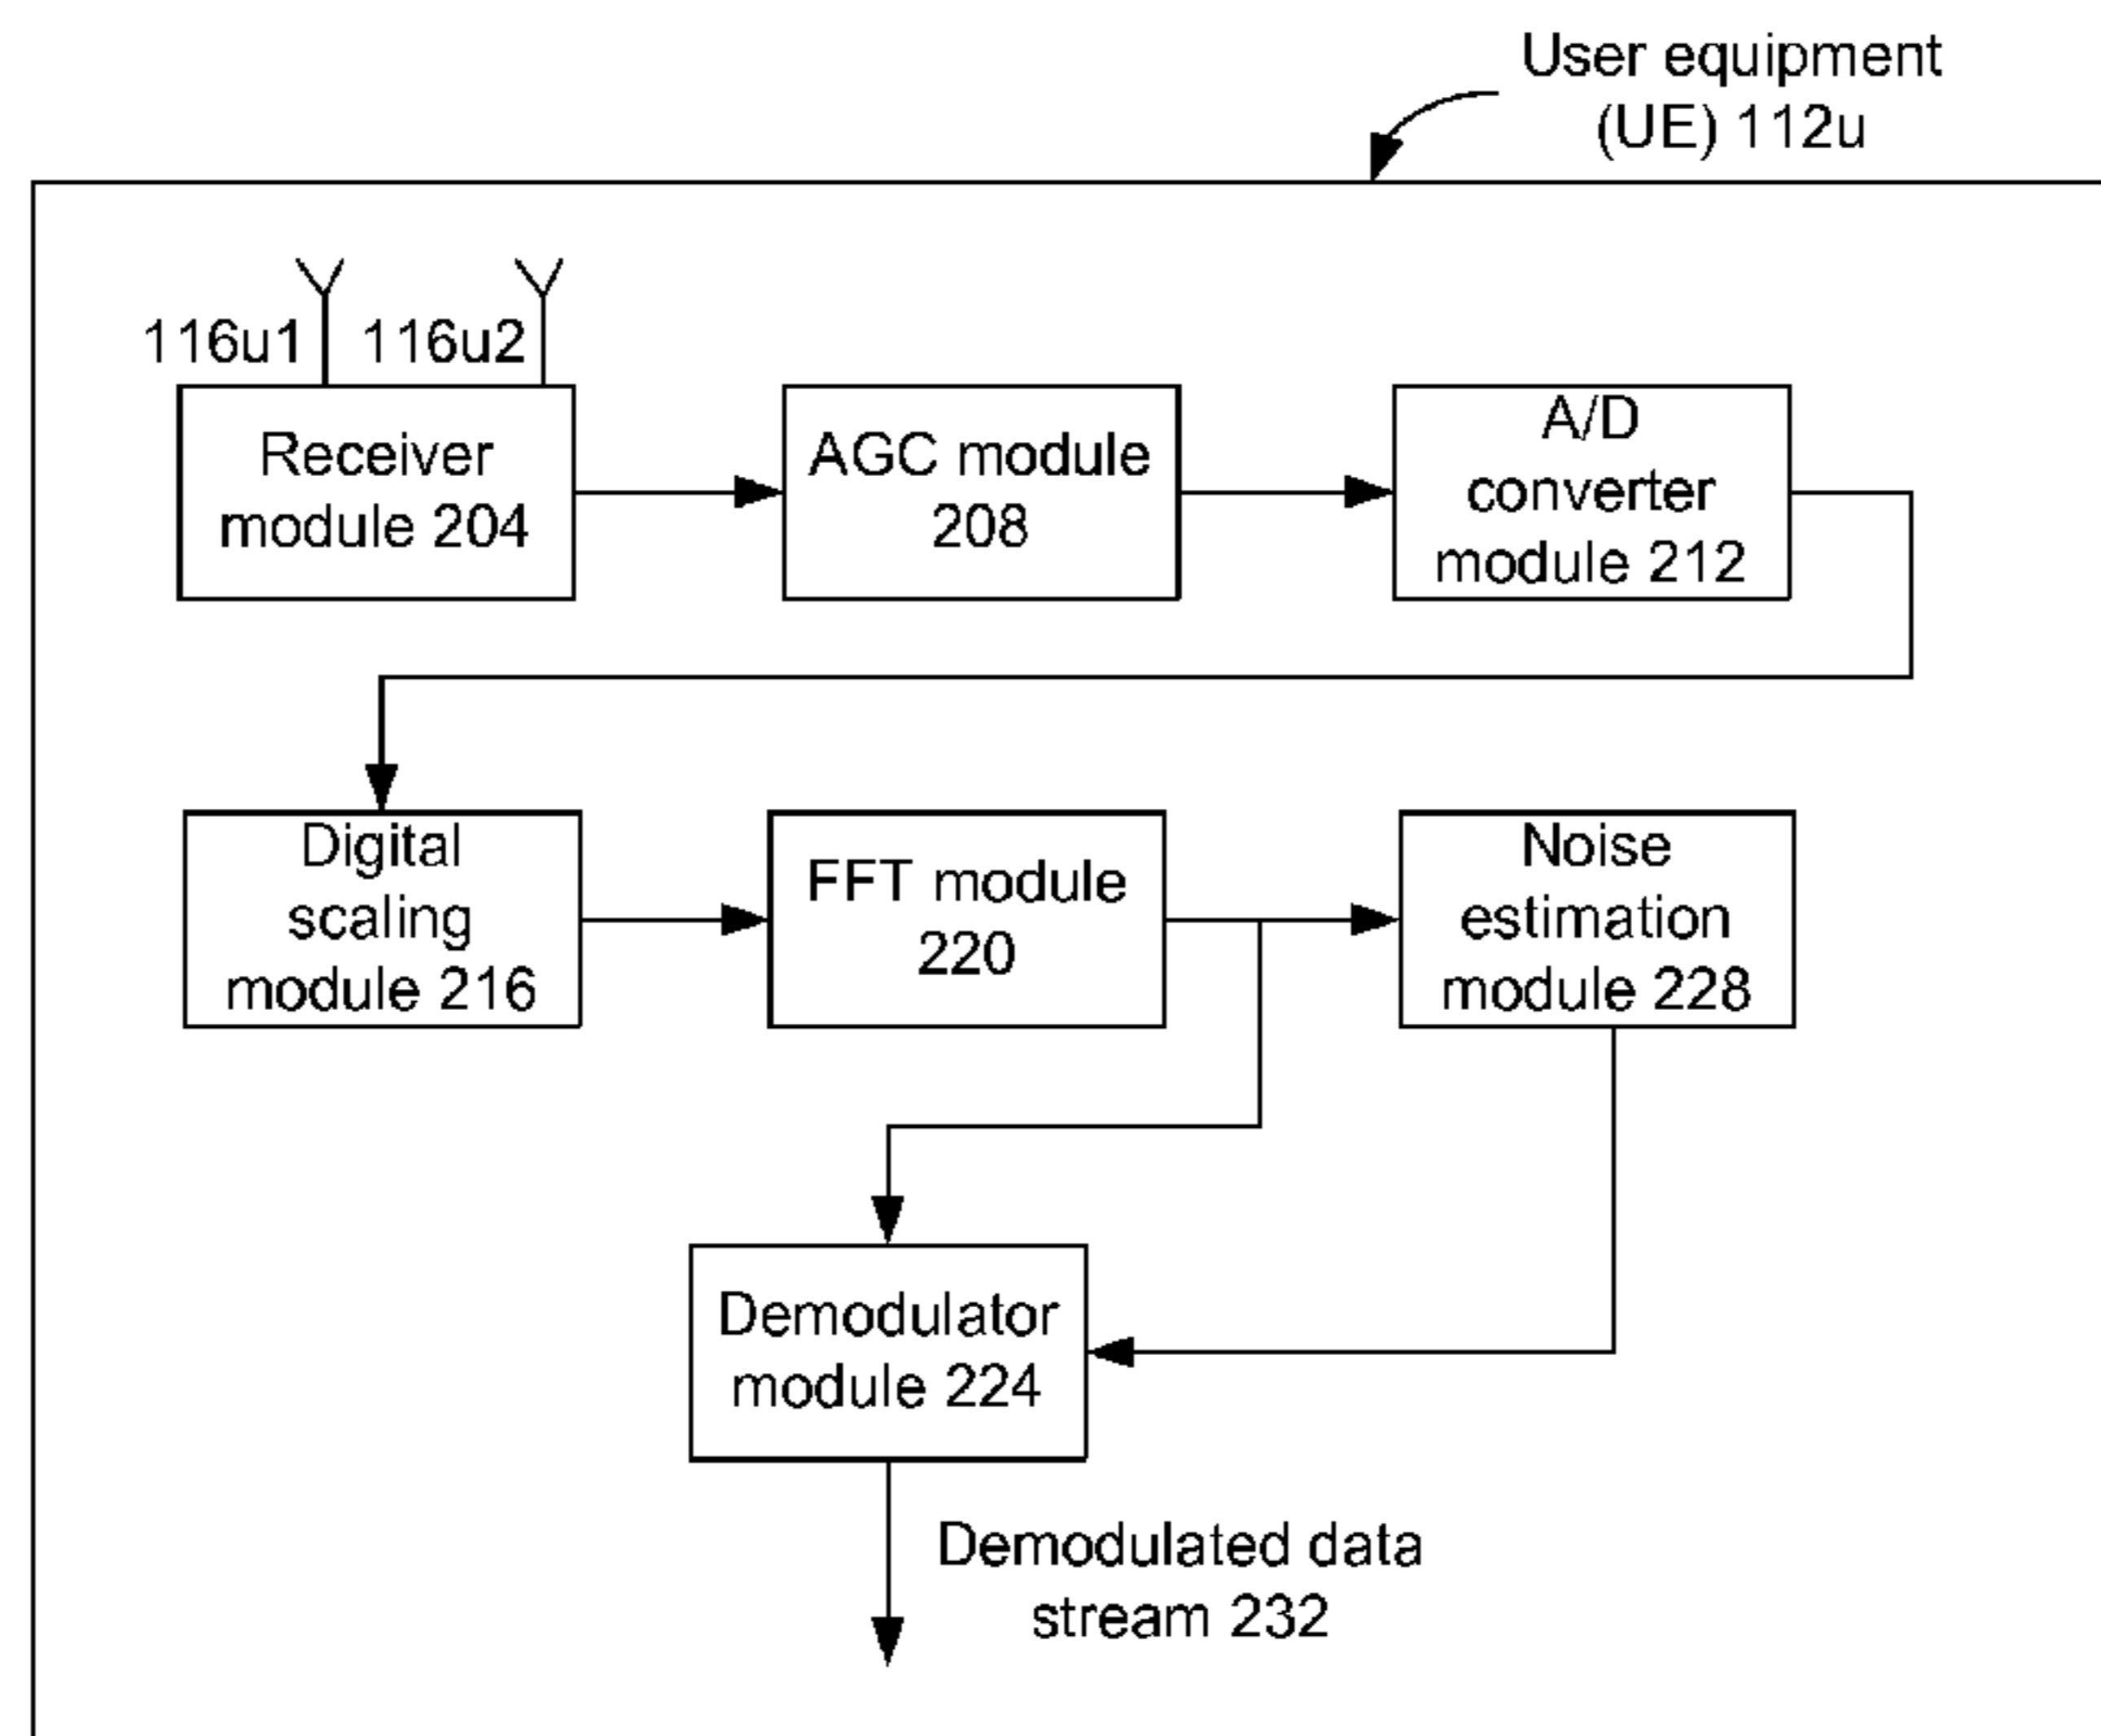 User equipment
(UE) 112u
116u1
116u2
Receiver
module 204
AGC module
208
A/D
converter
module 212
Digital
scaling
module 216
FFT module
220
Noise
estimation
module 228
Demodulator
module 224
Demodulated data
stream 232